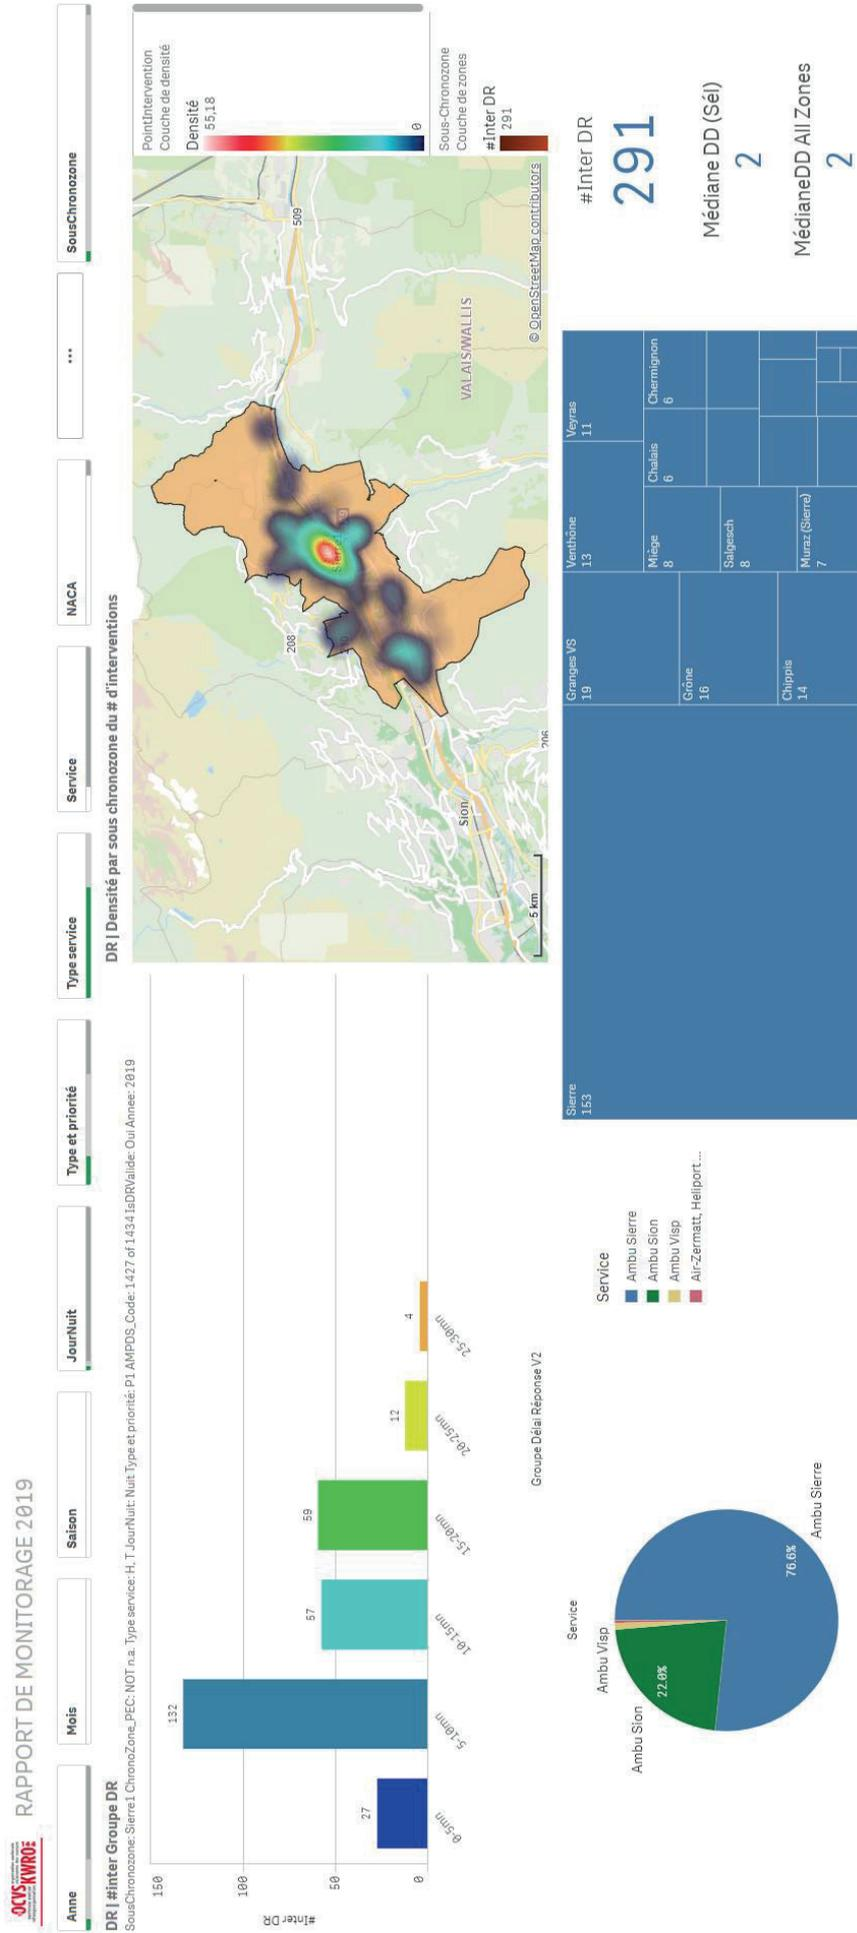 OCVS
KWRO
RAPPORT DE MONITORAGE 2019
Anne
Mois
Saison
JourNuit
Type et priorité
Type service
Service
NACA
...
SousChronozone
DR | #inter Groupe DR
SousChronozone: Sierre1 ChronoZone_PEC: NOT n.a. Type service: H, T JourNuit: Nuit Type et priorité: P1 AMPDS_Code: 1427 of 1434 IsDRValide: Oui Annee: 2019
#Inter DR
150
100
50
0
27
132
57
59
12
4
0-5mn
5-10mn
10-15mn
15-20mn
20-25mn
25-30mn
Groupe Délai Réponse V2
DR | Densité par sous chronozone du # d'interventions
208
509
206
Sion
VALAIS/WALLIS
5 km
© OpenStreetMap contributors
PointIntervention
Couche de densité
Densité
55,18
0
Sous-Chronozone
Couche de zones
#Inter DR
291
Service
Ambu Visp
Ambu Sion
22.0%
76.6%
Ambu Sierre
Service
Ambu Sierre
Ambu Sion
Ambu Visp
Air-Zermatt, Heliport ...
Sierre
153
Granges VS
19
Grône
16
Chippis
14
Venthône
13
Veyras
11
Miège
8
Salgesch
8
Muraz (Sierre)
7
Chalais
6
Chermignon
6
#Inter DR
291
Médiane DD (Sél)
2
MédianeDD All Zones
2